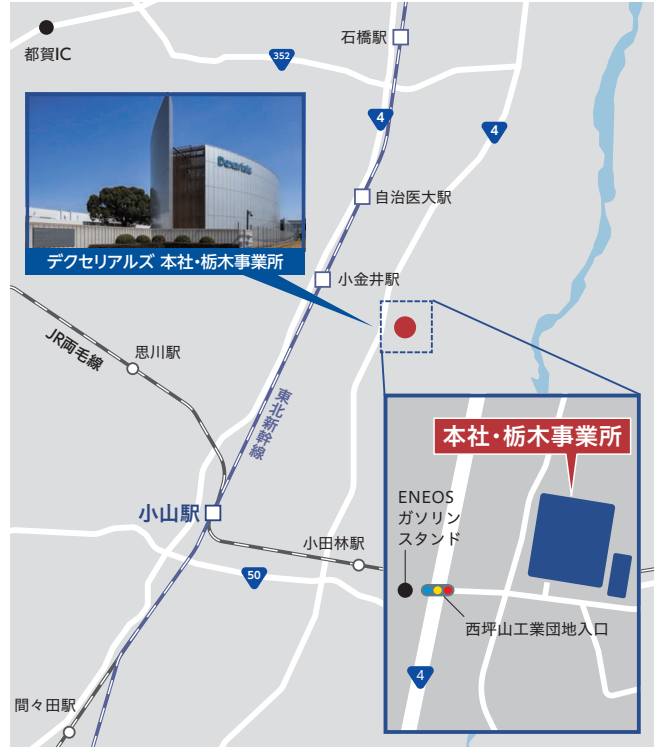 石橋駅
都賀IC
352
4
4
Dexerials
自治医大駅
デクセリアルズ 本社・栃木事業所
小金井駅
JR両毛線
思川駅
東北新幹線
本社・栃木事業所
ENEOS
ガソリン
スタンド
小山駅
小田林駅
50
西坪山工業団地入口
4
間々田駅